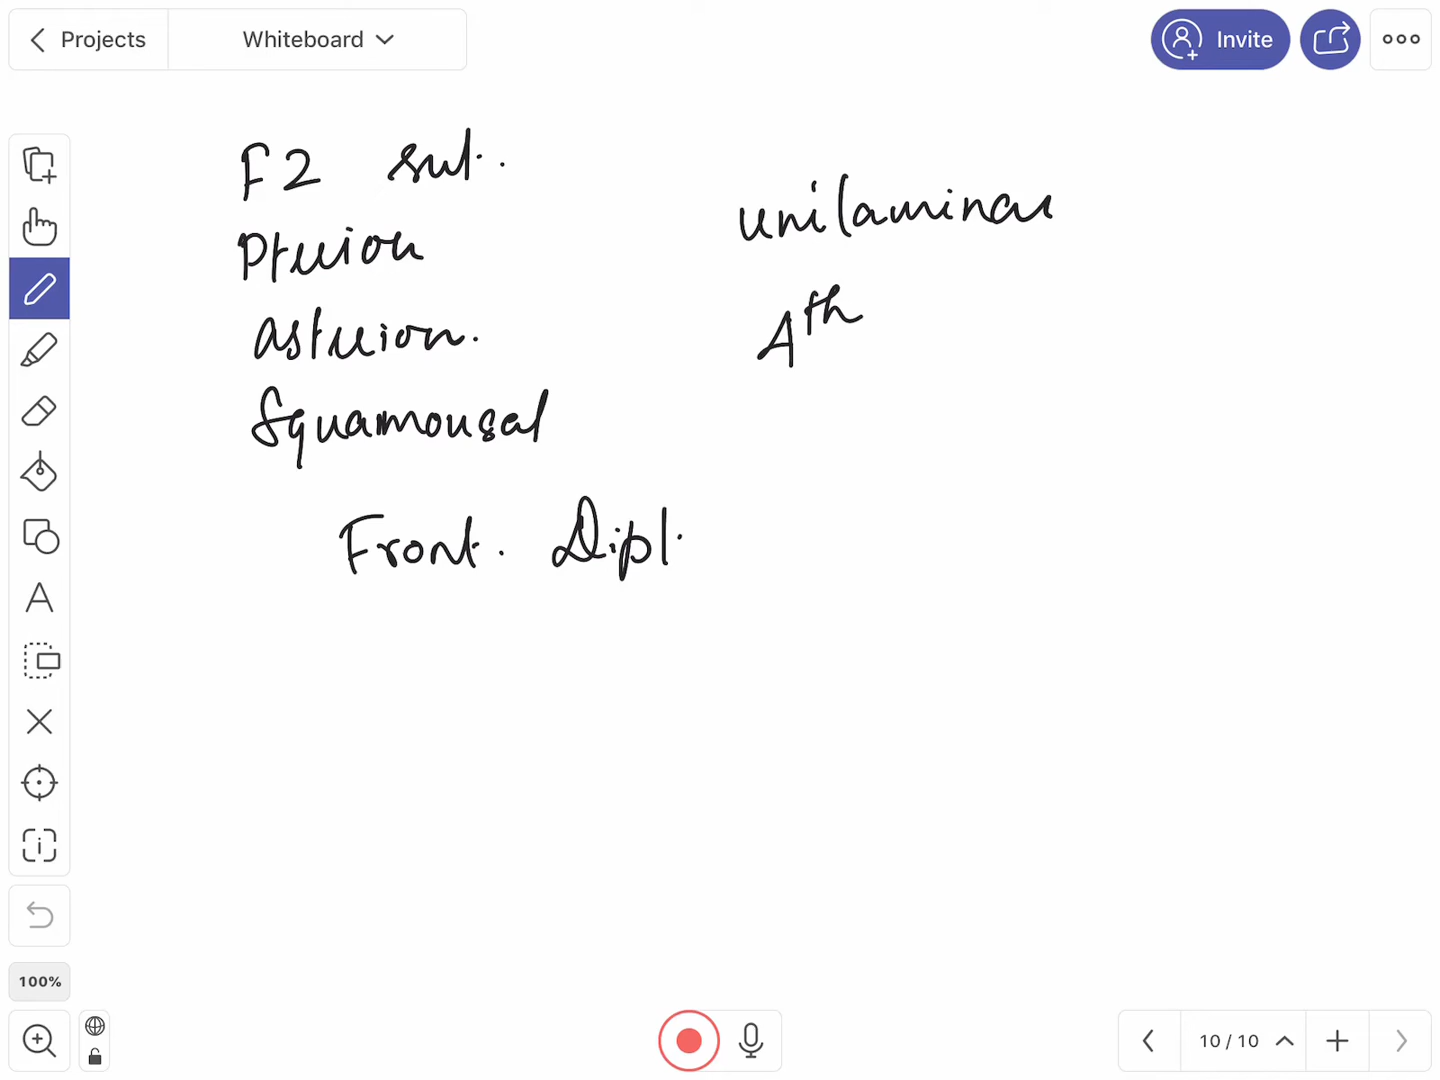 Projects
Whiteboard
Invite
F2 sut.
Pterion
asterion.
Squamousal
Front. Dipl.
unilaminar
4th
A
100%
10 / 10